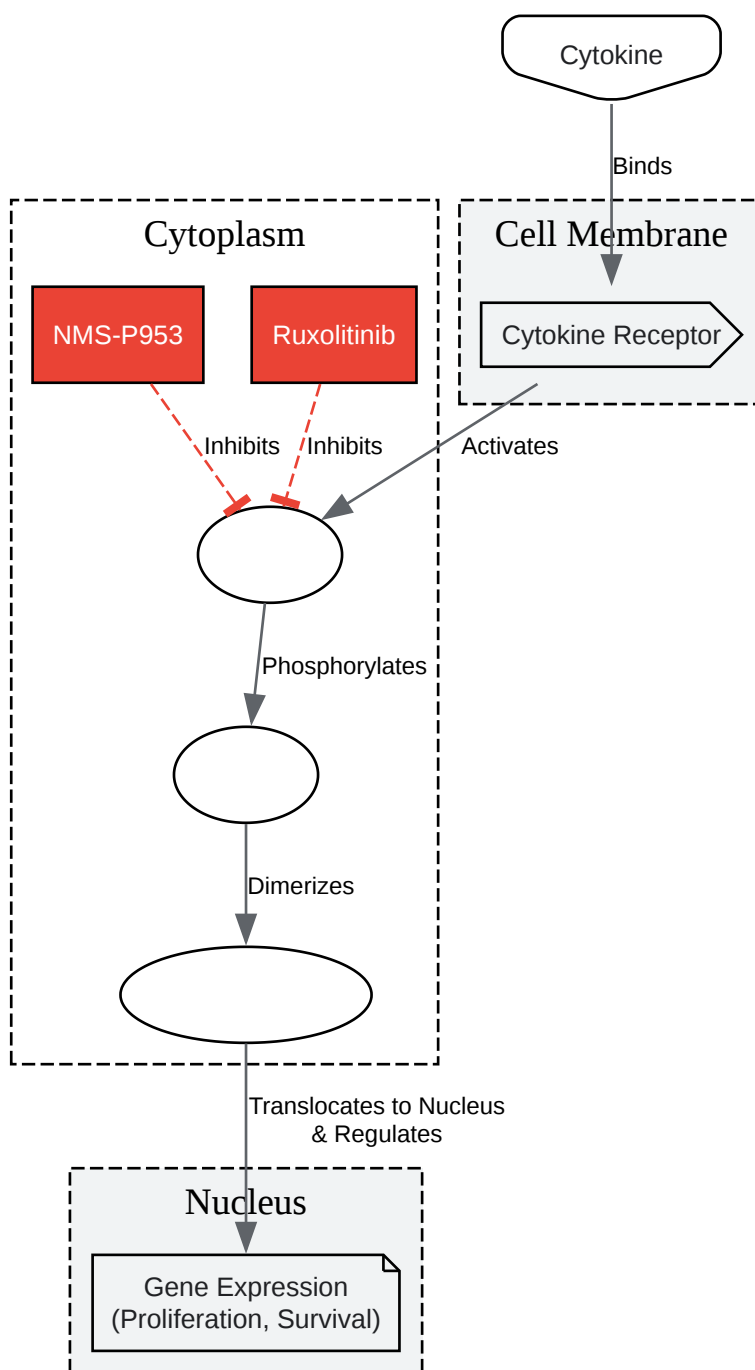 Cytokine
Binds
Cytoplasm
Cell Membrane
NMS-P953
Ruxolitinib
Cytokine Receptor
Inhibits
Inhibits
Activates
Phosphorylates
Dimerizes
Translocates to Nucleus
& Regulates
Nucleus
Gene Expression
(Proliferation, Survival)